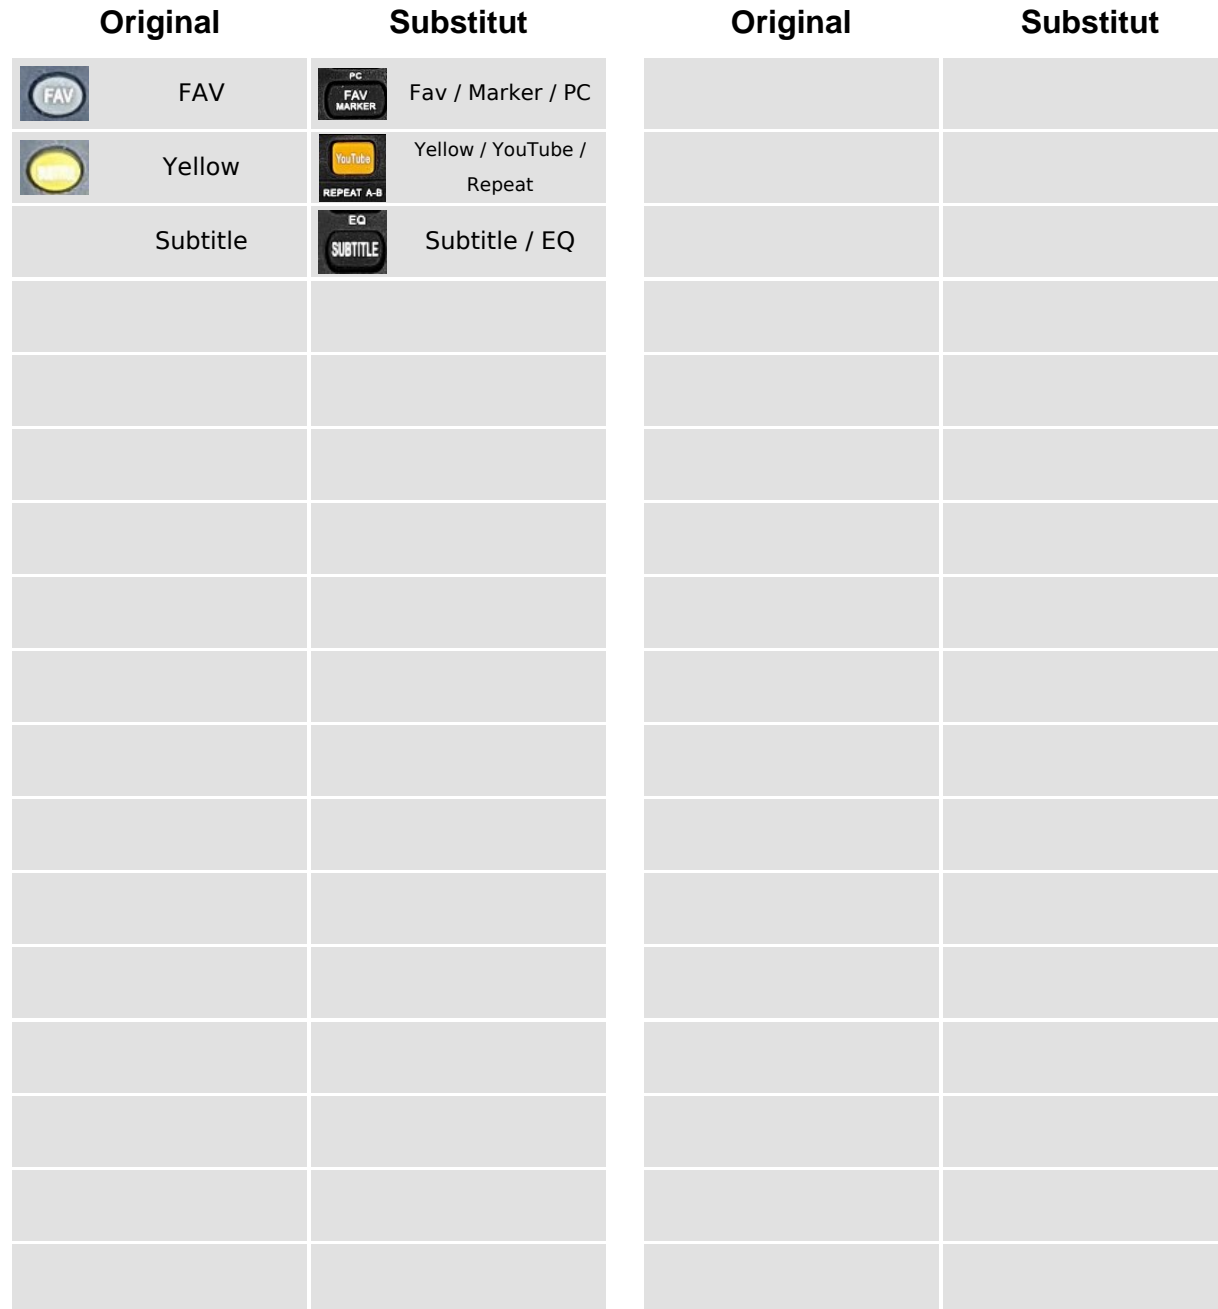 Original Substitut Original Substitut
FAV FAV PC FAV MARKER Fav / Marker / PC
Yellow YouTube REPEAT A-B Yellow / YouTube /
Repeat
Subtitle EQ SUBTITLE Subtitle / EQ